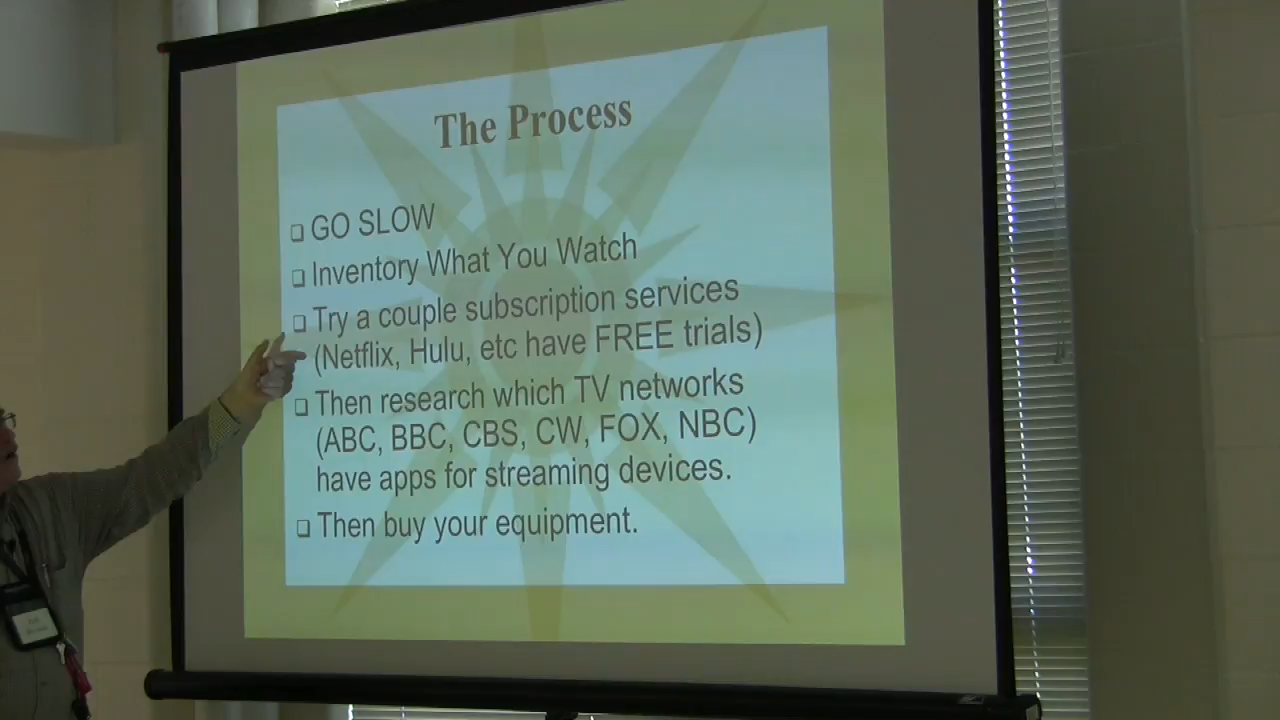 The Process
❑ GO SLOW
❑ Inventory What You Watch
❑ Try a couple subscription services
(Netflix, Hulu, etc have FREE trials)
❑ Then research which TV networks
(ABC, BBC, CBS, CW, FOX, NBC)
have apps for streaming devices.
❑ Then buy your equipment.